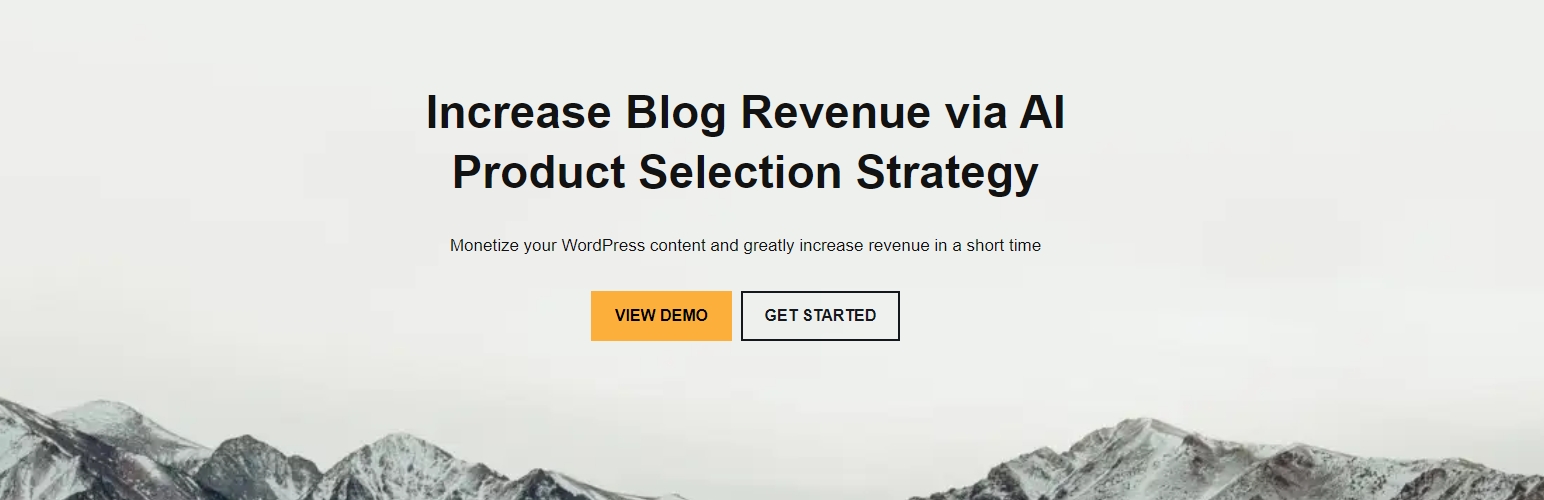 Increase Blog Revenue via AI
Product Selection Strategy
Monetize your WordPress content and greatly increase revenue in a short time
VIEW DEMO
GET STARTED